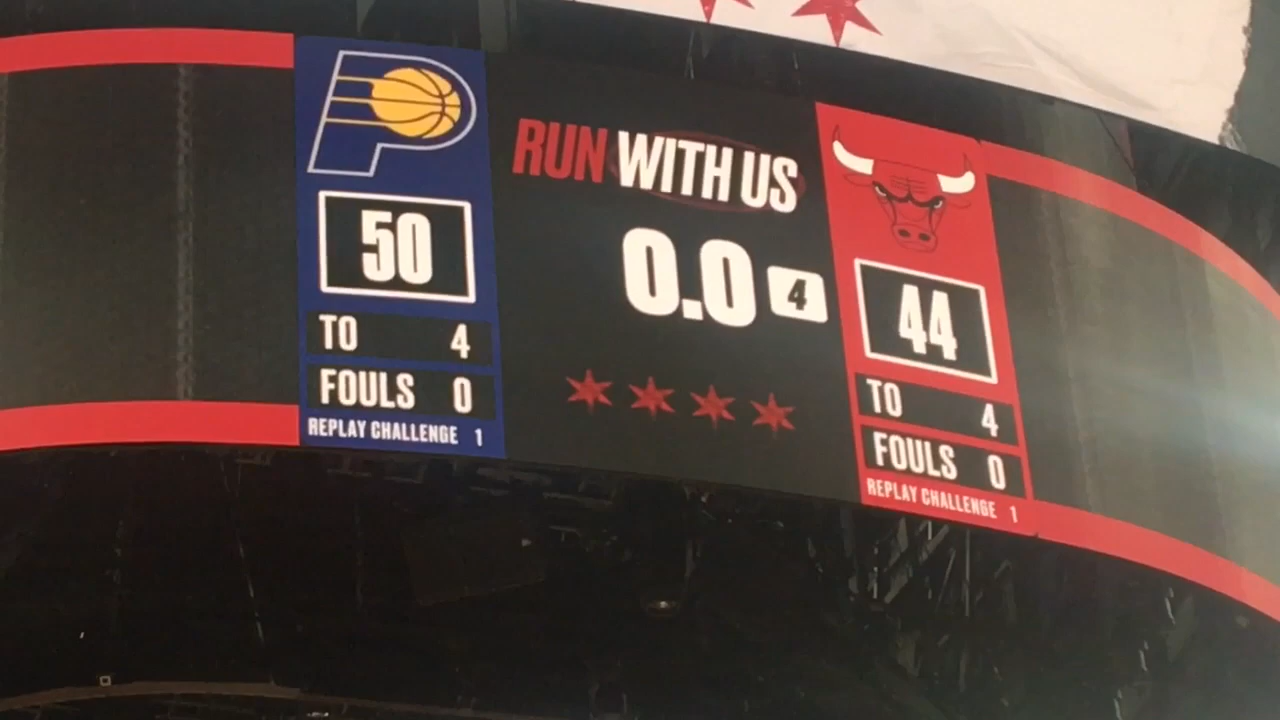 RUN WITH US
50
0.0 4
44
TO 4
FOULS 0
REPLAY CHALLENGE 1
TO 4
FOULS 0
REPLAY CHALLENGE 1